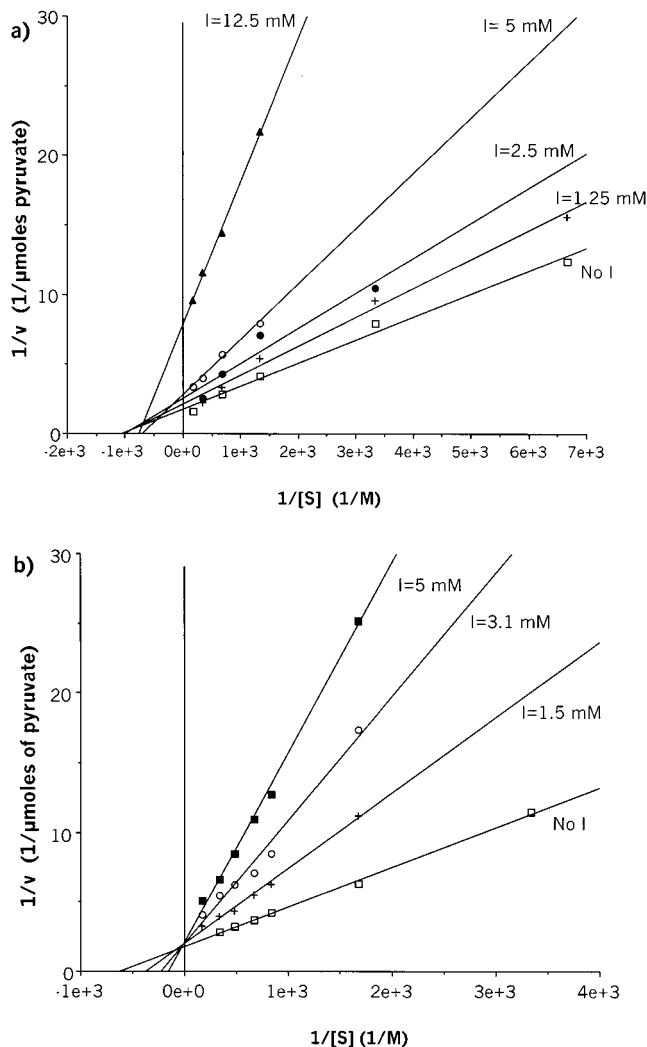 a)
30
20
10
0
1/v (1/µmoles pyruvate)
I=12.5 mM
I= 5 mM
I=2.5 mM
I=1.25 mM
No I
-2e+3 -1e+3 0e+0 1e+3 2e+3 3e+3 4e+3 5e+3 6e+3 7e+3
1/[S] (1/M)
b)
30
20
10
0
1/v (1/µmoles of pyruvate)
I=5 mM
I=3.1 mM
I=1.5 mM
No I
-1e+3 0e+0 1e+3 2e+3 3e+3 4e+3
1/[S] (1/M)